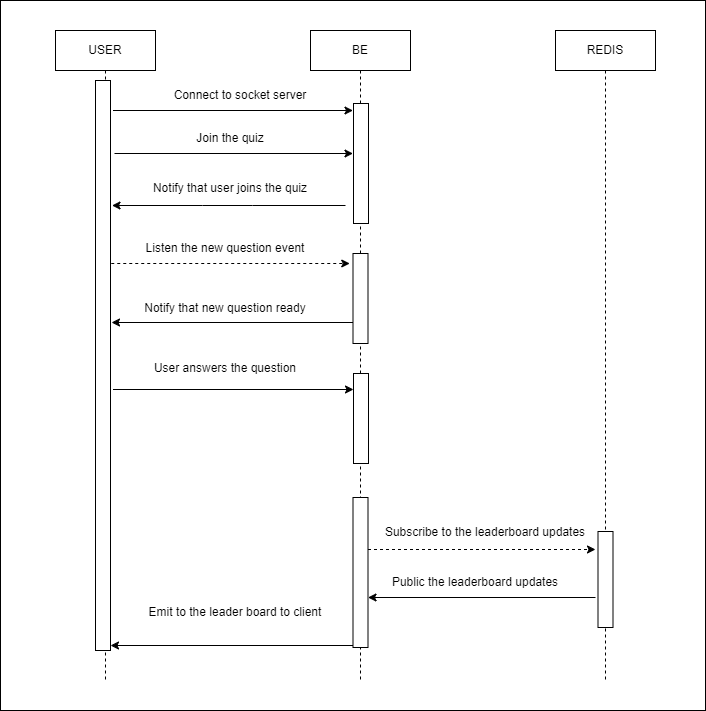 USER
BE
REDIS
Connect to socket server
Join the quiz
Notify that user joins the quiz
Listen the new question event
Notify that new question ready
User answers the question
Subscribe to the leaderboard updates
Public the leaderboard updates
Emit to the leader board to client